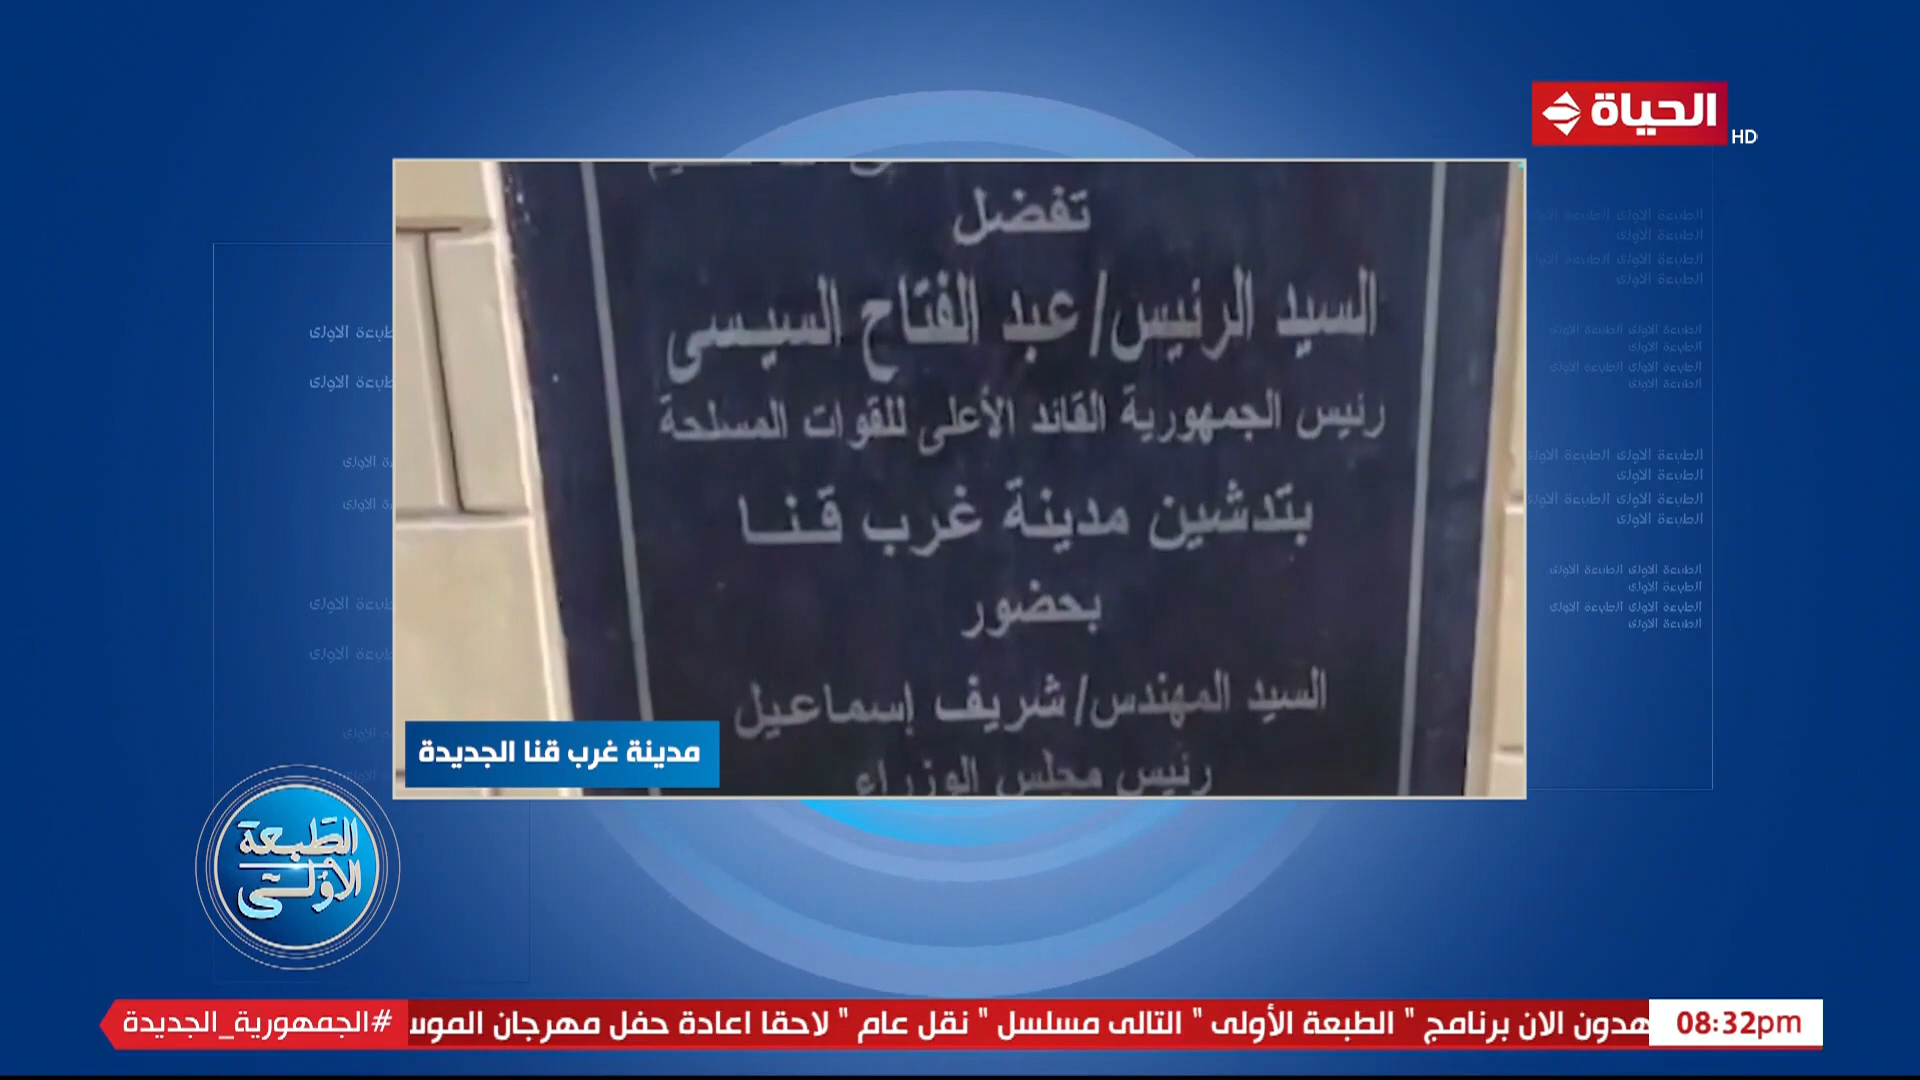 الحياة
HD
تفضل
السيد الرئيس/ عبد الفتاح السيسى
رئيس الجمهورية القائد الأعلى للقوات المسلحة
بتدشين مدينة غرب قنا
بحضور
السيد المهندس/ شريف إسماعيل
رئيس مجلس الوزراء
مدينة غرب قنا الجديدة
الطبعة
الأولى
هدون الان برنامج " الطبعة الأولى " التالى مسلسل " نقل عام " لاحقا اعادة حفل مهرجان الموس
#الجمهورية_الجديدة
08:32pm